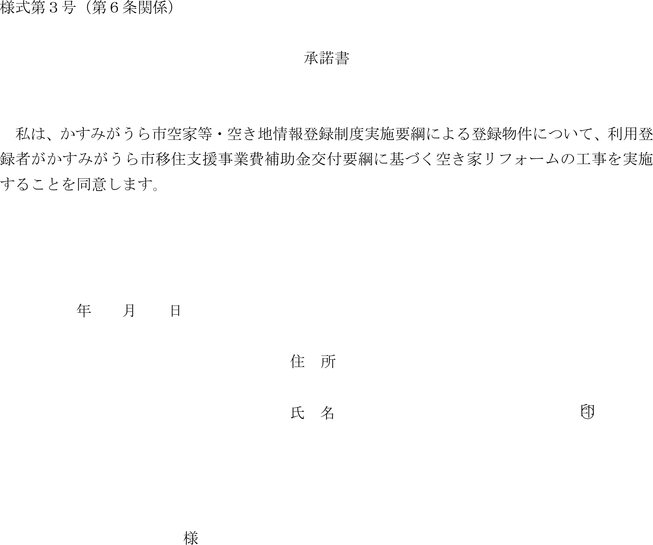 様式第３号（第６条関係）
承諾書
私は、かすみがうら市空家等・空き地情報登録制度実施要綱による登録物件について、利用登
録者がかすみがうら市移住支援事業費補助金交付要綱に基づく空き家リフォームの工事を実施
することを同意します。
年　　月　　日
住　所
氏　名　　　　　　　　　　　　　　　　㊞
様